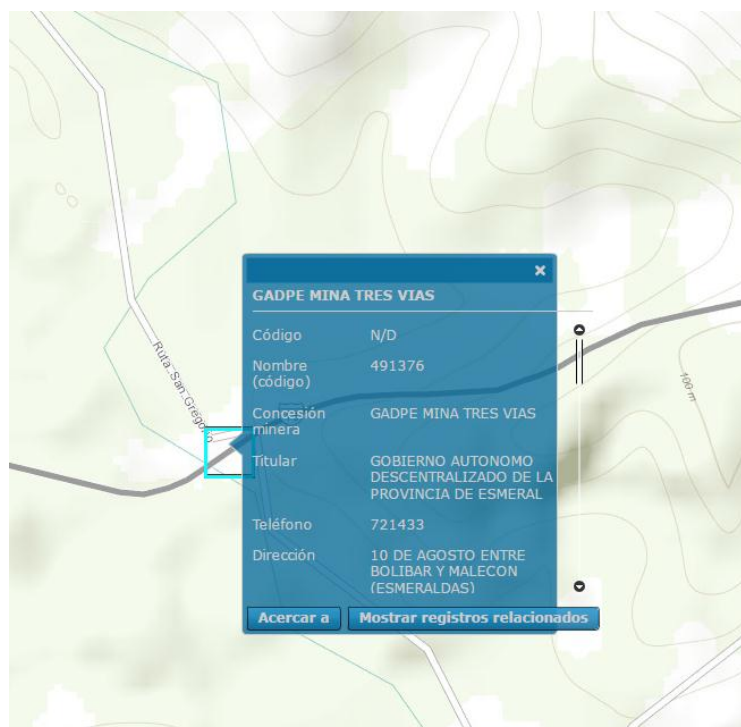 GADPE MINA TRES VIAS
Código N/D
Nombre (código) 491376
Concesión minera GADPE MINA TRES VIAS
Titular GOBIERNO AUTONOMO
DESCENTRALIZADO DE LA
PROVINCIA DE ESMERAL
Teléfono 721433
Dirección 10 DE AGOSTO ENTRE
BOLIBAR Y MALECON
(ESMERALDAS)
Acercar a Mostrar registros relacionados
Ruta San Gregorio
100 m